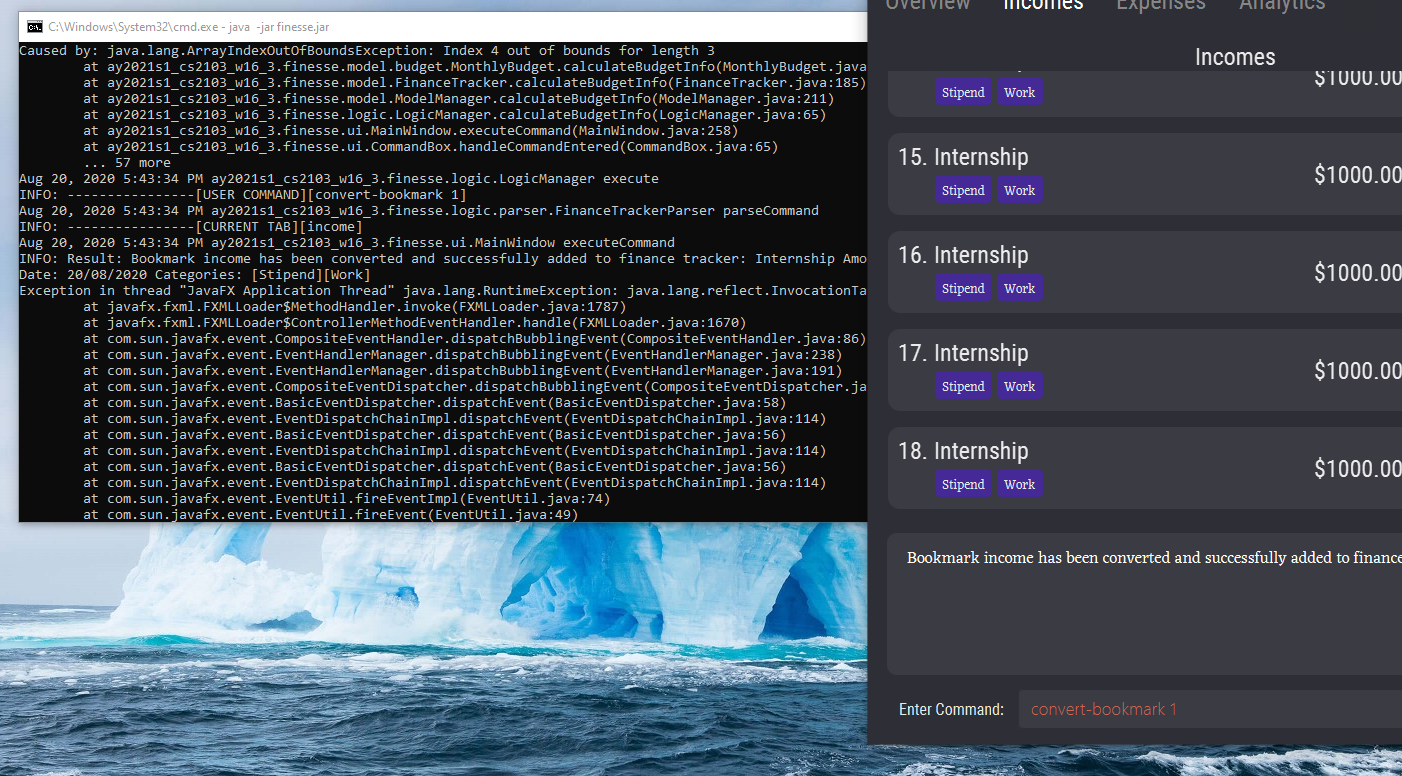 C:\Windows\System32\cmd.exe - java -jar finesse.jar
Caused by: java.lang.ArrayIndexOutOfBoundsException: Index 4 out of bounds for length 3
at ay2021s1_cs2103_w16_3.finesse.model.budget.MonthlyBudget.calculateBudgetInfo(MonthlyBudget.java
at ay2021s1_cs2103_w16_3.finesse.model.FinanceTracker.calculateBudgetInfo(FinanceTracker.java:185)
at ay2021s1_cs2103_w16_3.finesse.model.ModelManager.calculateBudgetInfo(ModelManager.java:211)
at ay2021s1_cs2103_w16_3.finesse.logic.LogicManager.calculateBudgetInfo(LogicManager.java:65)
at ay2021s1_cs2103_w16_3.finesse.ui.MainWindow.executeCommand(MainWindow.java:258)
at ay2021s1_cs2103_w16_3.finesse.ui.CommandBox.handleCommandEntered(CommandBox.java:65)
... 57 more
Aug 20, 2020 5:43:34 PM ay2021s1_cs2103_w16_3.finesse.logic.LogicManager execute
INFO: ----------------[USER COMMAND][convert-bookmark 1]
Aug 20, 2020 5:43:34 PM ay2021s1_cs2103_w16_3.finesse.logic.parser.FinanceTrackerParser parseCommand
INFO: ----------------[CURRENT TAB][income]
Aug 20, 2020 5:43:34 PM ay2021s1_cs2103_w16_3.finesse.ui.MainWindow executeCommand
INFO: Result: Bookmark income has been converted and successfully added to finance tracker: Internship Amo
Date: 20/08/2020 Categories: [Stipend][Work]
Exception in thread "JavaFX Application Thread" java.lang.RuntimeException: java.lang.reflect.InvocationTa
at javafx.fxml.FXMLLoader$MethodHandler.invoke(FXMLLoader.java:1787)
at javafx.fxml.FXMLLoader$ControllerMethodEventHandler.handle(FXMLLoader.java:1670)
at com.sun.javafx.event.CompositeEventHandler.dispatchBubblingEvent(CompositeEventHandler.java:86)
at com.sun.javafx.event.EventHandlerManager.dispatchBubblingEvent(EventHandlerManager.java:238)
at com.sun.javafx.event.EventHandlerManager.dispatchBubblingEvent(EventHandlerManager.java:191)
at com.sun.javafx.event.CompositeEventDispatcher.dispatchBubblingEvent(CompositeEventDispatcher.ja
at com.sun.javafx.event.BasicEventDispatcher.dispatchEvent(BasicEventDispatcher.java:58)
at com.sun.javafx.event.EventDispatchChainImpl.dispatchEvent(EventDispatchChainImpl.java:114)
at com.sun.javafx.event.BasicEventDispatcher.dispatchEvent(BasicEventDispatcher.java:56)
at com.sun.javafx.event.EventDispatchChainImpl.dispatchEvent(EventDispatchChainImpl.java:114)
at com.sun.javafx.event.BasicEventDispatcher.dispatchEvent(BasicEventDispatcher.java:56)
at com.sun.javafx.event.EventDispatchChainImpl.dispatchEvent(EventDispatchChainImpl.java:114)
at com.sun.javafx.event.EventUtil.fireEventImpl(EventUtil.java:74)
at com.sun.javafx.event.EventUtil.fireEvent(EventUtil.java:49)
Overview Incomes Expenses Analytics
Incomes
$1000.00
Stipend Work
15. Internship
$1000.00
Stipend Work
16. Internship
$1000.00
Stipend Work
17. Internship
$1000.00
Stipend Work
18. Internship
$1000.00
Stipend Work
Bookmark income has been converted and successfully added to finance
Enter Command: convert-bookmark 1